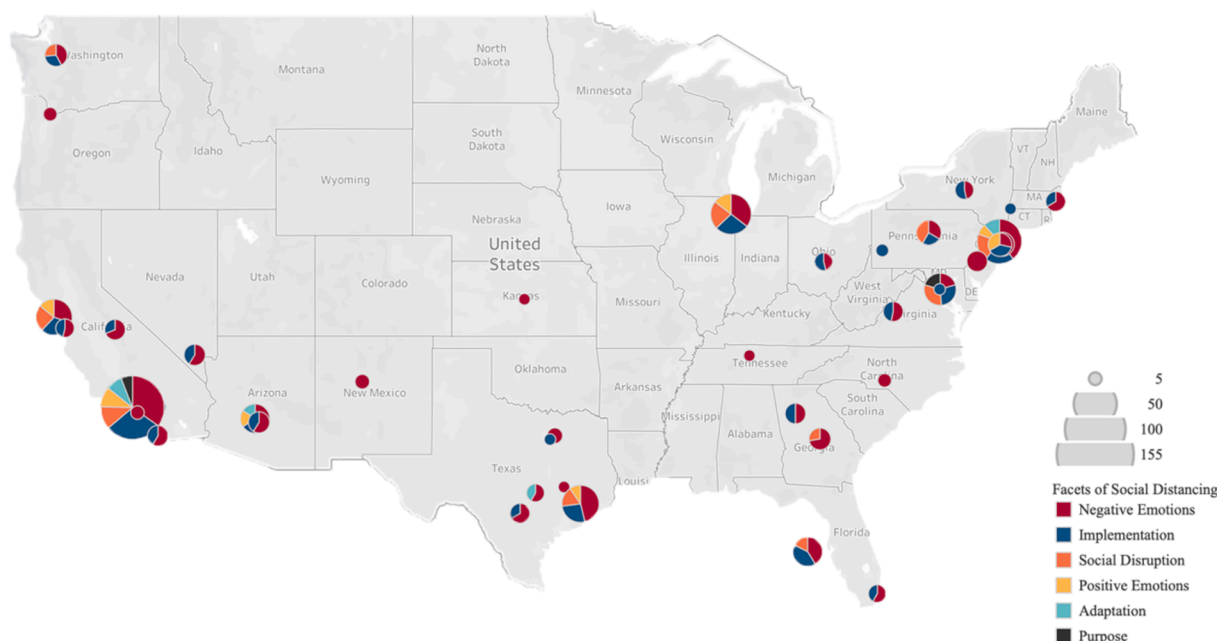 Washington
Montana
North
Dakota
Minnesota
Maine
Oregon
Idaho
South
Dakota
Wisconsin
Michigan
VT
NH
New York
MA
CT
Wyoming
Iowa
Nebraska
United
States
Pennsylvania
Illinois
Indiana
Ohio
Nevada
Utah
Colorado
Kansas
Missouri
West
Virginia
MD
DE
Virginia
Kentucky
California
Arizona
New Mexico
Oklahoma
Arkansas
Tennessee
North
Carolina
South
Carolina
Mississippi
Alabama
Georgia
Texas
Louisi
Florida
5
50
100
155
Facets of Social Distancing
Negative Emotions
Implementation
Social Disruption
Positive Emotions
Adaptation
Purpose